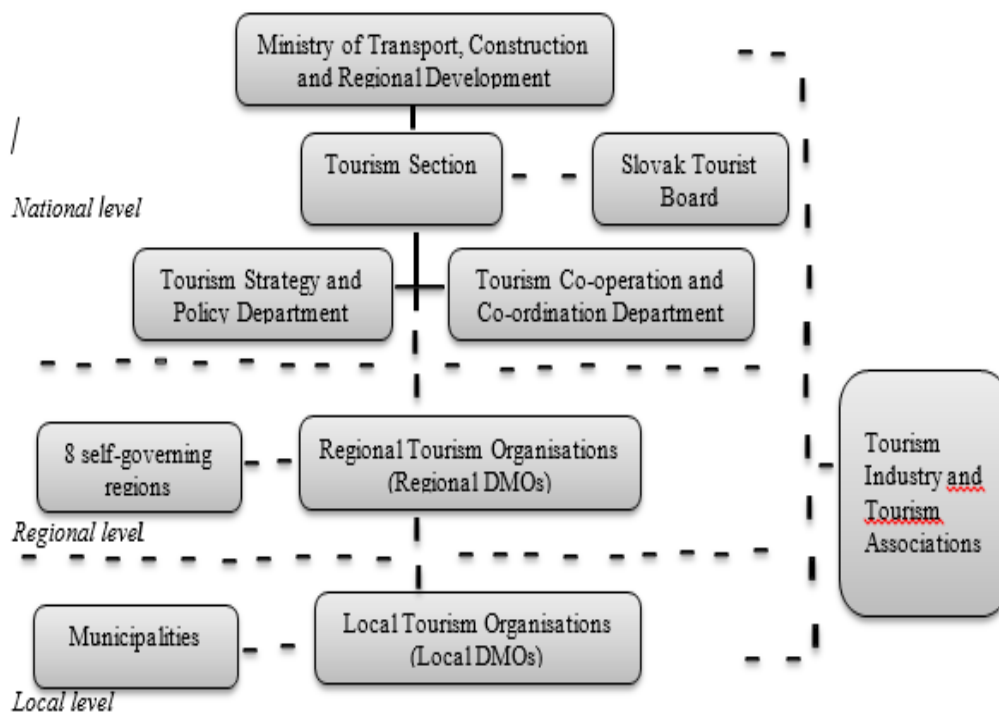 Ministry of Transport, Construction
and Regional Development
/
Tourism Section
Slovak Tourist
Board
National level
Tourism Strategy and
Policy Department
Tourism Co-operation and
Co-ordination Department
8 self-governing
regions
Regional Tourism Organisations
(Regional DMOs)
Tourism
Industry and
Tourism
Associations
Regional level
Municipalities
Local Tourism Organisations
(Local DMOs)
Local level